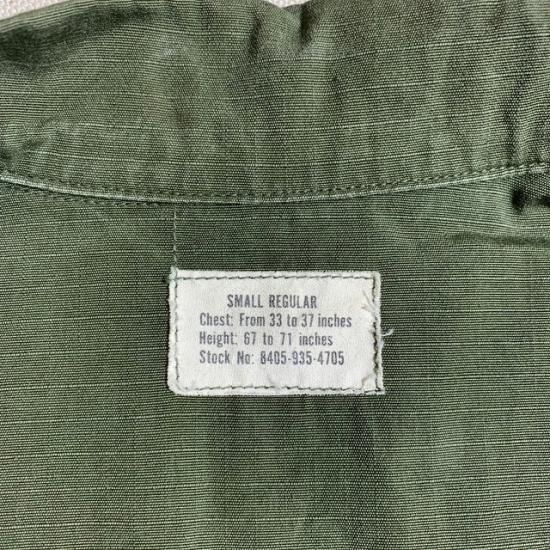 SMALL REGULAR
Chest: From 33 to 37 inches
Height: 67 to 71 inches
Stock No: 8405-935-4705